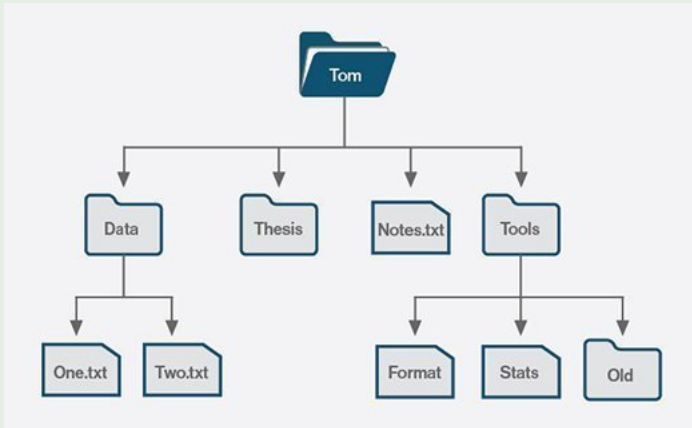 Tom
Data
Thesis
Notes.txt
Tools
One.txt
Two.txt
Format
Stats
Old